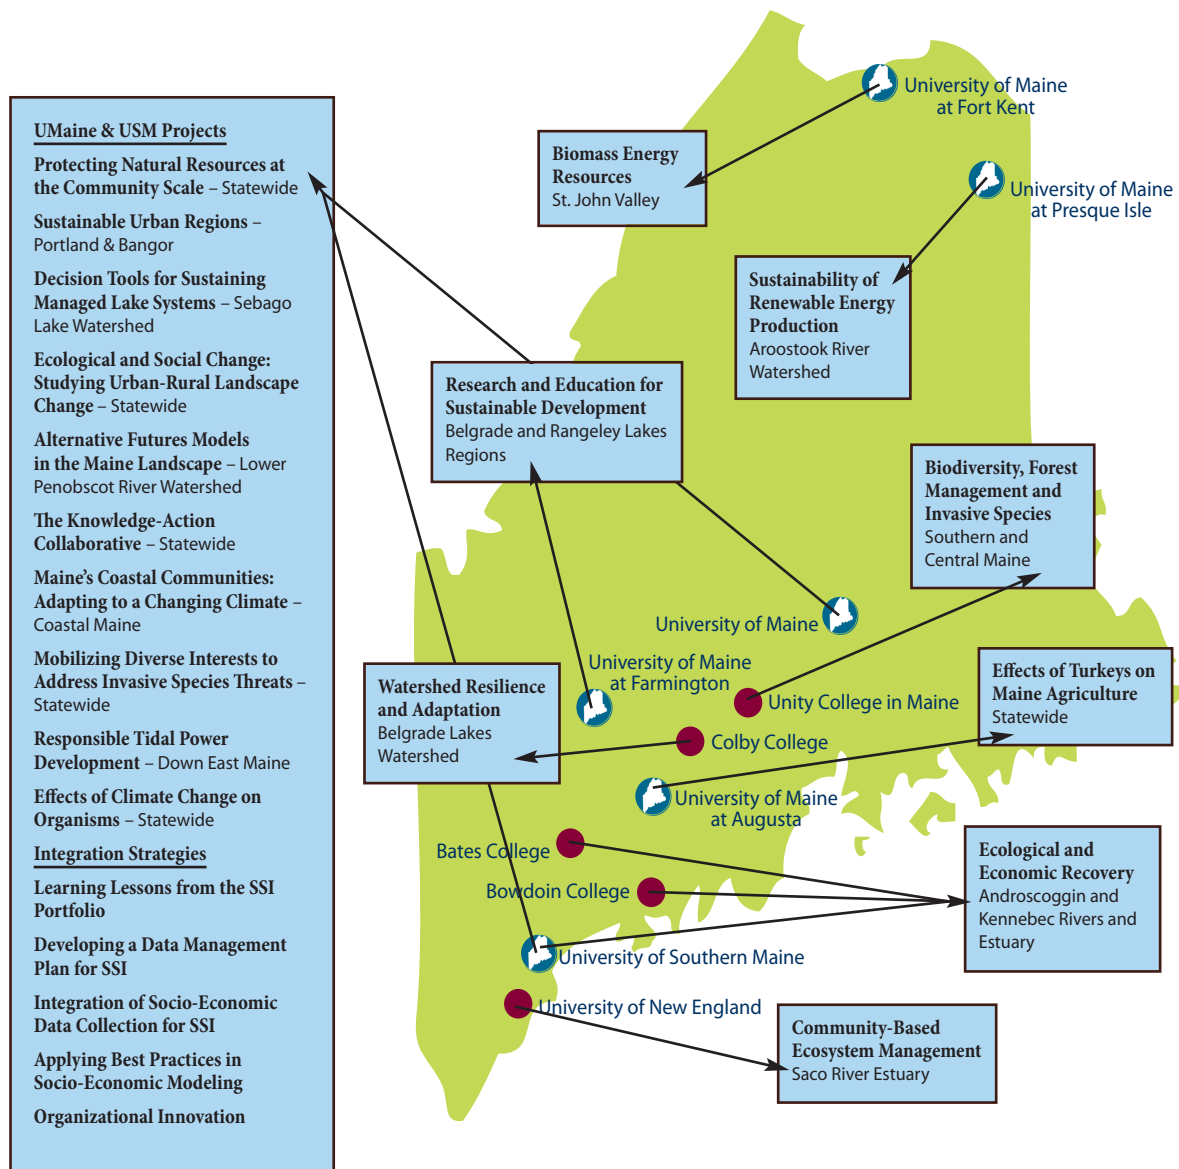 UMaine & USM Projects
Protecting Natural Resources at
the Community Scale – Statewide
Sustainable Urban Regions –
Portland & Bangor
Decision Tools for Sustaining
Managed Lake Systems – Sebago
Lake Watershed
Ecological and Social Change:
Studying Urban-Rural Landscape
Change – Statewide
Alternative Futures Models
in the Maine Landscape – Lower
Penobscot River Watershed
The Knowledge-Action
Collaborative – Statewide
Maine’s Coastal Communities:
Adapting to a Changing Climate –
Coastal Maine
Mobilizing Diverse Interests to
Address Invasive Species Threats –
Statewide
Responsible Tidal Power
Development – Down East Maine
Effects of Climate Change on
Organisms – Statewide
Integration Strategies
Learning Lessons from the SSI
Portfolio
Developing a Data Management
Plan for SSI
Integration of Socio-Economic
Data Collection for SSI
Applying Best Practices in
Socio-Economic Modeling
Organizational Innovation
University of Maine
at Fort Kent
Biomass Energy
Resources
St. John Valley
University of Maine
at Presque Isle
Sustainability of
Renewable Energy
Production
Aroostook River
Watershed
Research and Education for
Sustainable Development
Belgrade and Rangeley Lakes
Regions
Biodiversity, Forest
Management and
Invasive Species
Southern and
Central Maine
University of Maine
University of Maine
at Farmington
Unity College in Maine
Effects of Turkeys on
Maine Agriculture
Statewide
Watershed Resilience
and Adaptation
Belgrade Lakes
Watershed
Colby College
University of Maine
at Augusta
Bates College
Bowdoin College
Ecological and
Economic Recovery
Androscoggin and
Kennebec Rivers and
Estuary
University of Southern Maine
University of New England
Community-Based
Ecosystem Management
Saco River Estuary